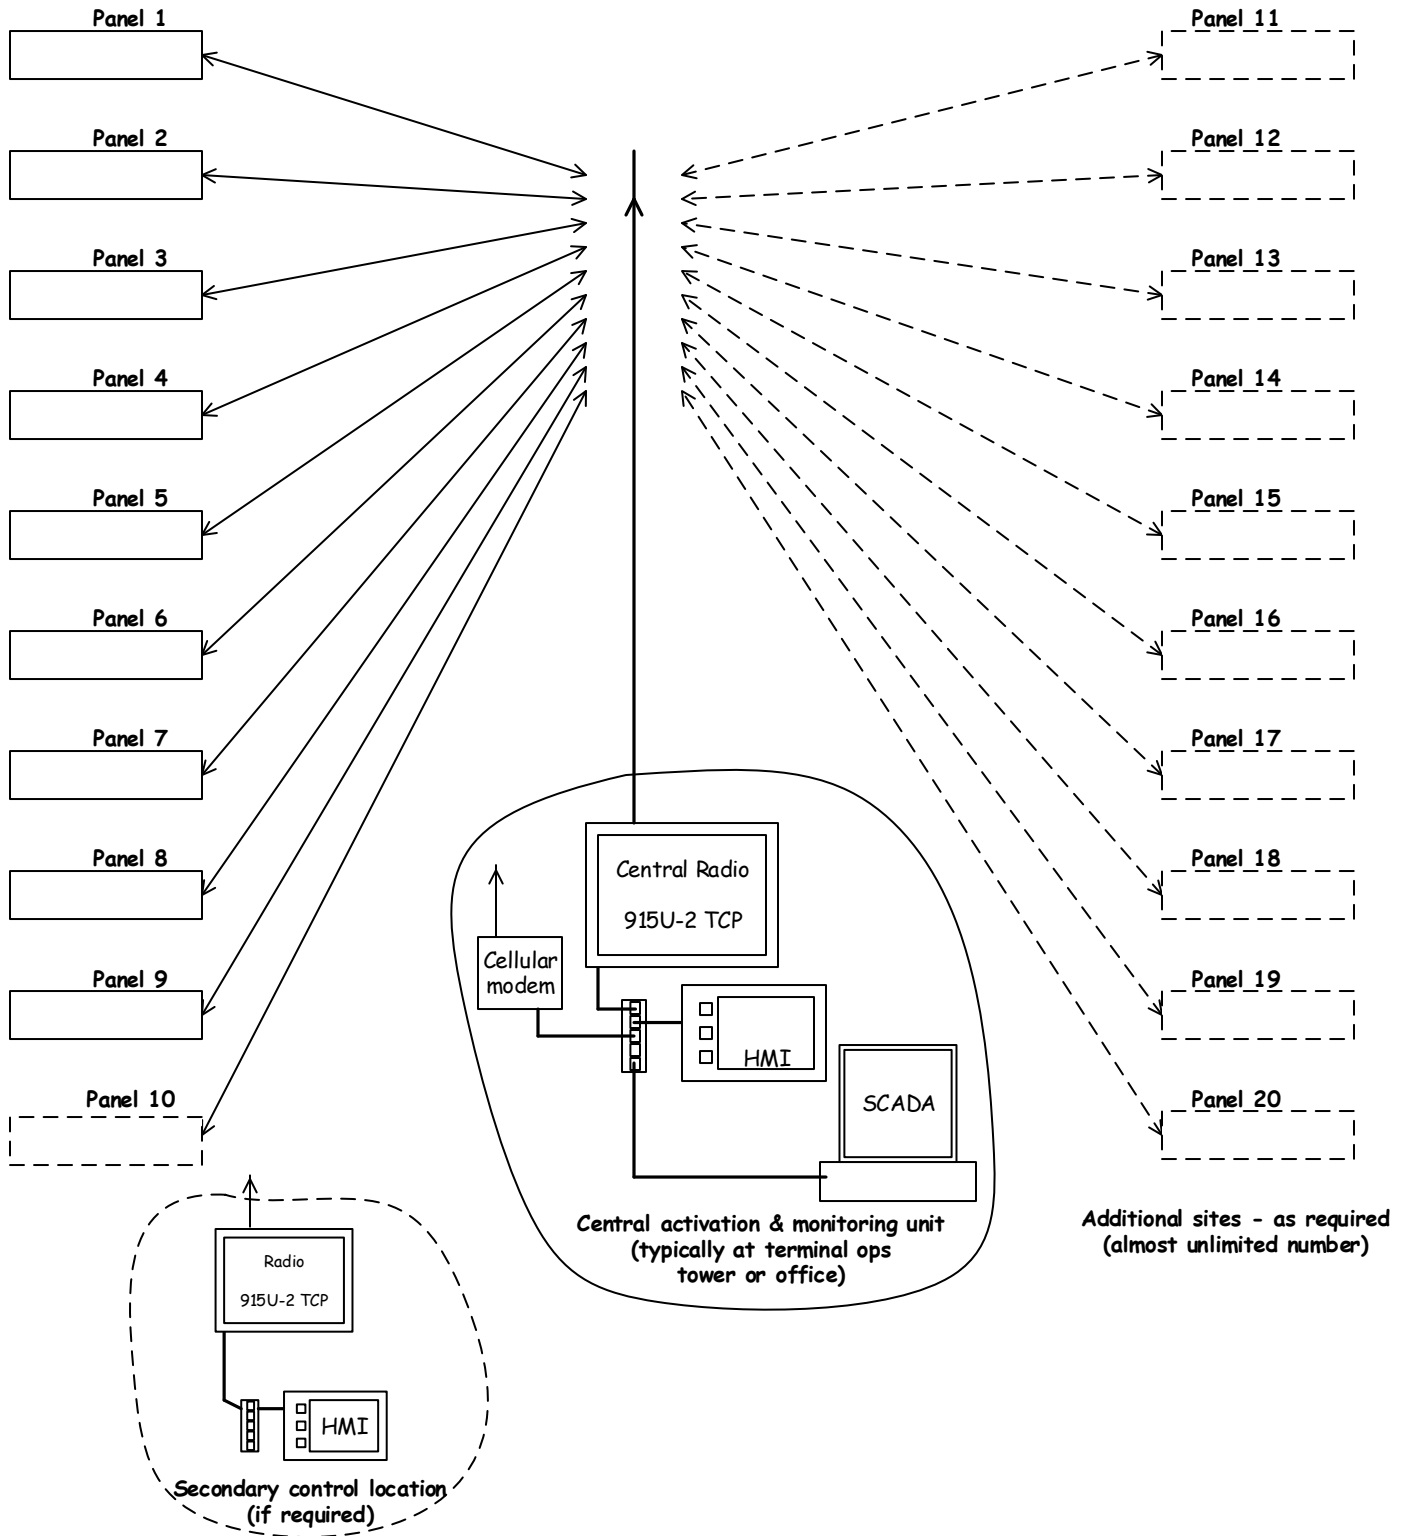 Panel 1
Panel 2
Panel 3
Panel 4
Panel 5
Panel 6
Panel 7
Panel 8
Panel 9
Panel 10
Panel 11
Panel 12
Panel 13
Panel 14
Panel 15
Panel 16
Panel 17
Panel 18
Panel 19
Panel 20
Central Radio
915U-2 TCP
Cellular
modem
HMI
SCADA
Central activation & monitoring unit
(typically at terminal ops
tower or office)
Additional sites - as required
(almost unlimited number)
Radio
915U-2 TCP
HMI
Secondary control location
(if required)